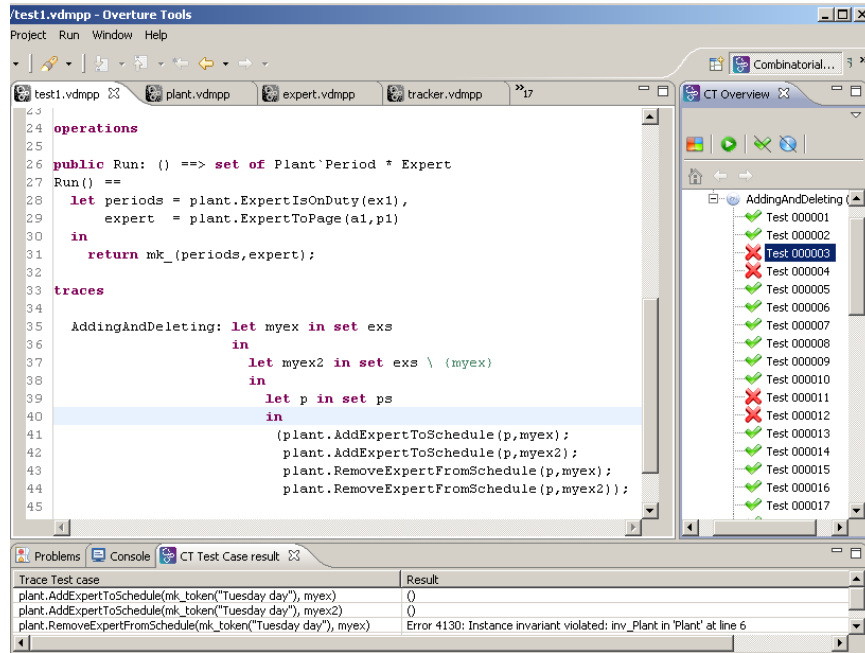 /test1.vdmpp - Overture Tools
Project Run Window Help
Combinatorial...
test1.vdmpp plant.vdmpp expert.vdmpp tracker.vdmpp »17
CT Overview
23
24 operations
25
26 public Run: () ==> set of Plant`Period * Expert
27 Run() ==
28 let periods = plant.ExpertIsOnDuty(ex1),
29 expert = plant.ExpertToPage(a1,p1)
30 in
31 return mk_(periods,expert);
32
33 traces
34
35 AddingAndDeleting: let myex in set exs
36 in
37 let myex2 in set exs \ {myex}
38 in
39 let p in set ps
40 in
41 (plant.AddExpertToSchedule(p,myex);
42 plant.AddExpertToSchedule(p,myex2);
43 plant.RemoveExpertFromSchedule(p,myex);
44 plant.RemoveExpertFromSchedule(p,myex2));
45
AddingAndDeleting (
Test 000001
Test 000002
Test 000003
Test 000004
Test 000005
Test 000006
Test 000007
Test 000008
Test 000009
Test 000010
Test 000011
Test 000012
Test 000013
Test 000014
Test 000015
Test 000016
Test 000017
Problems Console CT Test Case result
Trace Test case Result
plant.AddExpertToSchedule(mk_token("Tuesday day"), myex) ()
plant.AddExpertToSchedule(mk_token("Tuesday day"), myex2) ()
plant.RemoveExpertFromSchedule(mk_token("Tuesday day"), myex) Error 4130: Instance invariant violated: inv_Plant in 'Plant' at line 6